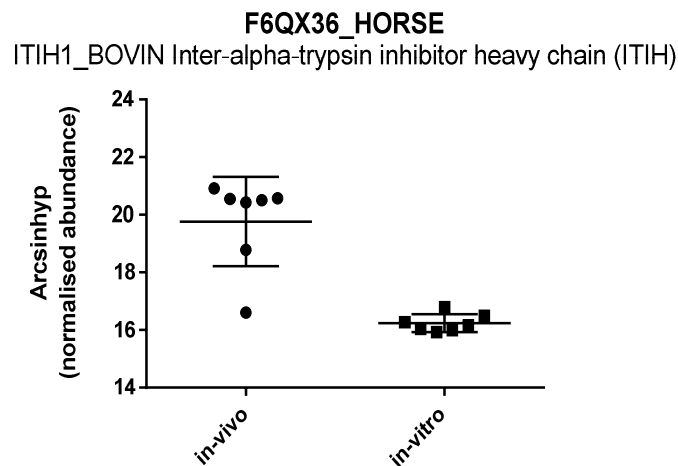 F6QX36_HORSE
ITIH1_BOVIN Inter-alpha-trypsin inhibitor heavy chain (ITIH)
Arcsinhyp
(normalised abundance)
24
22
20
18
16
14
in-vivo
in-vitro